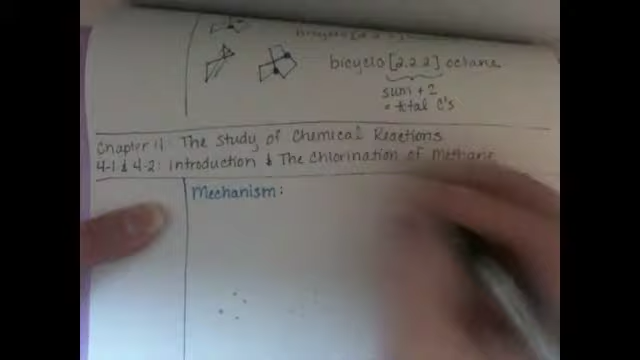 bicyclo [2.2.2] octane
sum + 2
= total C's
Chapter 4: The Study of Chemical Reactions
4-1 & 4-2: Introduction & The Chlorination of Methane
Mechanism: